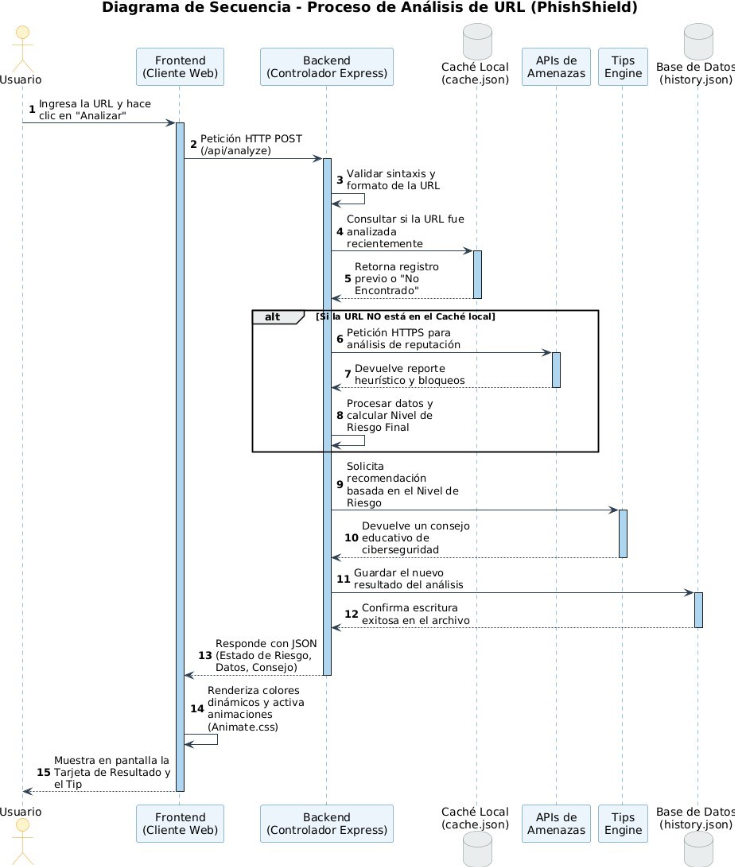 Diagrama de Secuencia - Proceso de Análisis de URL (PhishShield)
Usuario
Frontend
(Cliente Web)
Backend
(Controlador Express)
Caché Local
(cache.json)
APIs de
Amenazas
Tips
Engine
Base de Datos
(history.json)
1 Ingresa la URL y hace
clic en "Analizar"
2 Petición HTTP POST
(/api/analyze)
3 Validar sintaxis y
formato de la URL
4 Consultar si la URL fue
analizada
recientemente
5 Retorna registro
previo o "No
Encontrado"
alt [Si la URL NO está en el Caché local]
6 Petición HTTPS para
análisis de reputación
7 Devuelve reporte
heurístico y bloqueos
8 Procesar datos y
calcular Nivel de
Riesgo Final
9 Solicita
recomendación
basada en el Nivel de
Riesgo
10 Devuelve un consejo
educativo de
ciberseguridad
11 Guardar el nuevo
resultado del análisis
12 Confirma escritura
exitosa en el archivo
13 Responde con JSON
(Estado de Riesgo,
Datos, Consejo)
14 Renderiza colores
dinámicos y activa
animaciones
(Animate.css)
15 Muestra en pantalla la
Tarjeta de Resultado y
el Tip
Usuario
Frontend
(Cliente Web)
Backend
(Controlador Express)
Caché Local
(cache.json)
APIs de
Amenazas
Tips
Engine
Base de Datos
(history.json)